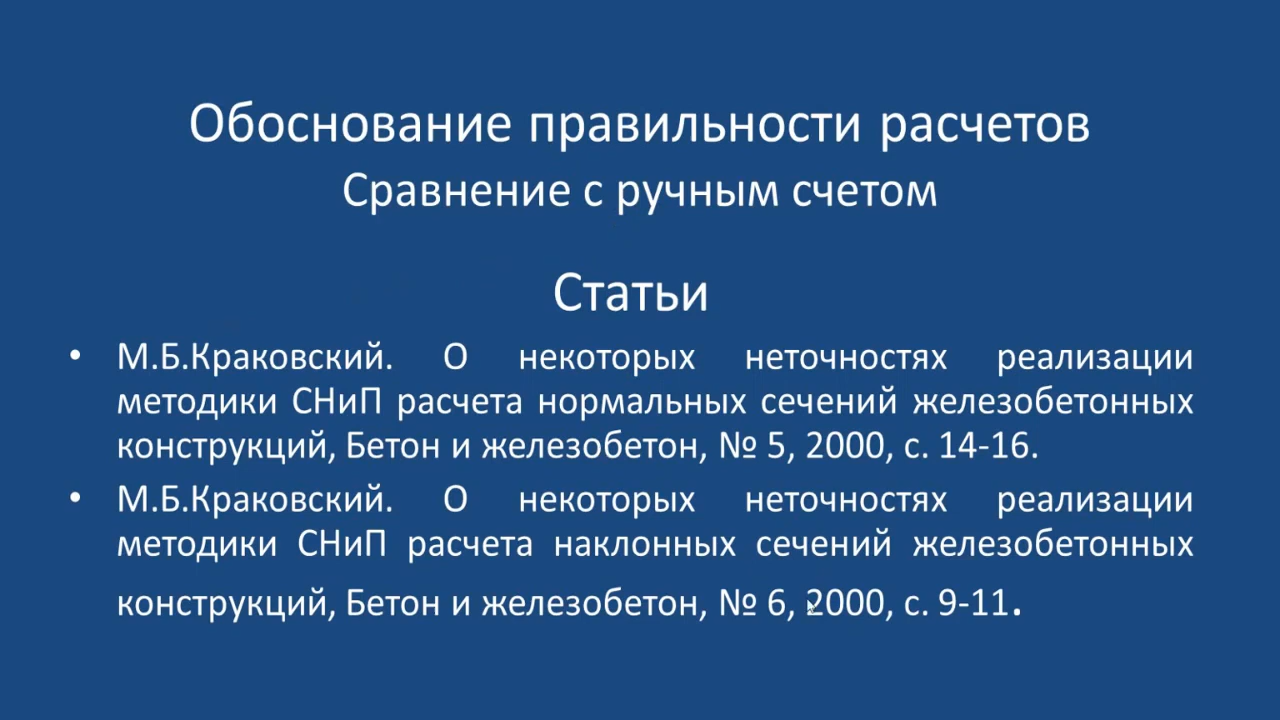 Обоснование правильности расчетов
Сравнение с ручным счетом
Статьи
• М.Б.Краковский. О некоторых неточностях реализации
методики СНиП расчета нормальных сечений железобетонных
конструкций, Бетон и железобетон, № 5, 2000, с. 14-16.
• М.Б.Краковский. О некоторых неточностях реализации
методики СНиП расчета наклонных сечений железобетонных
конструкций, Бетон и железобетон, № 6, 2000, с. 9-11.